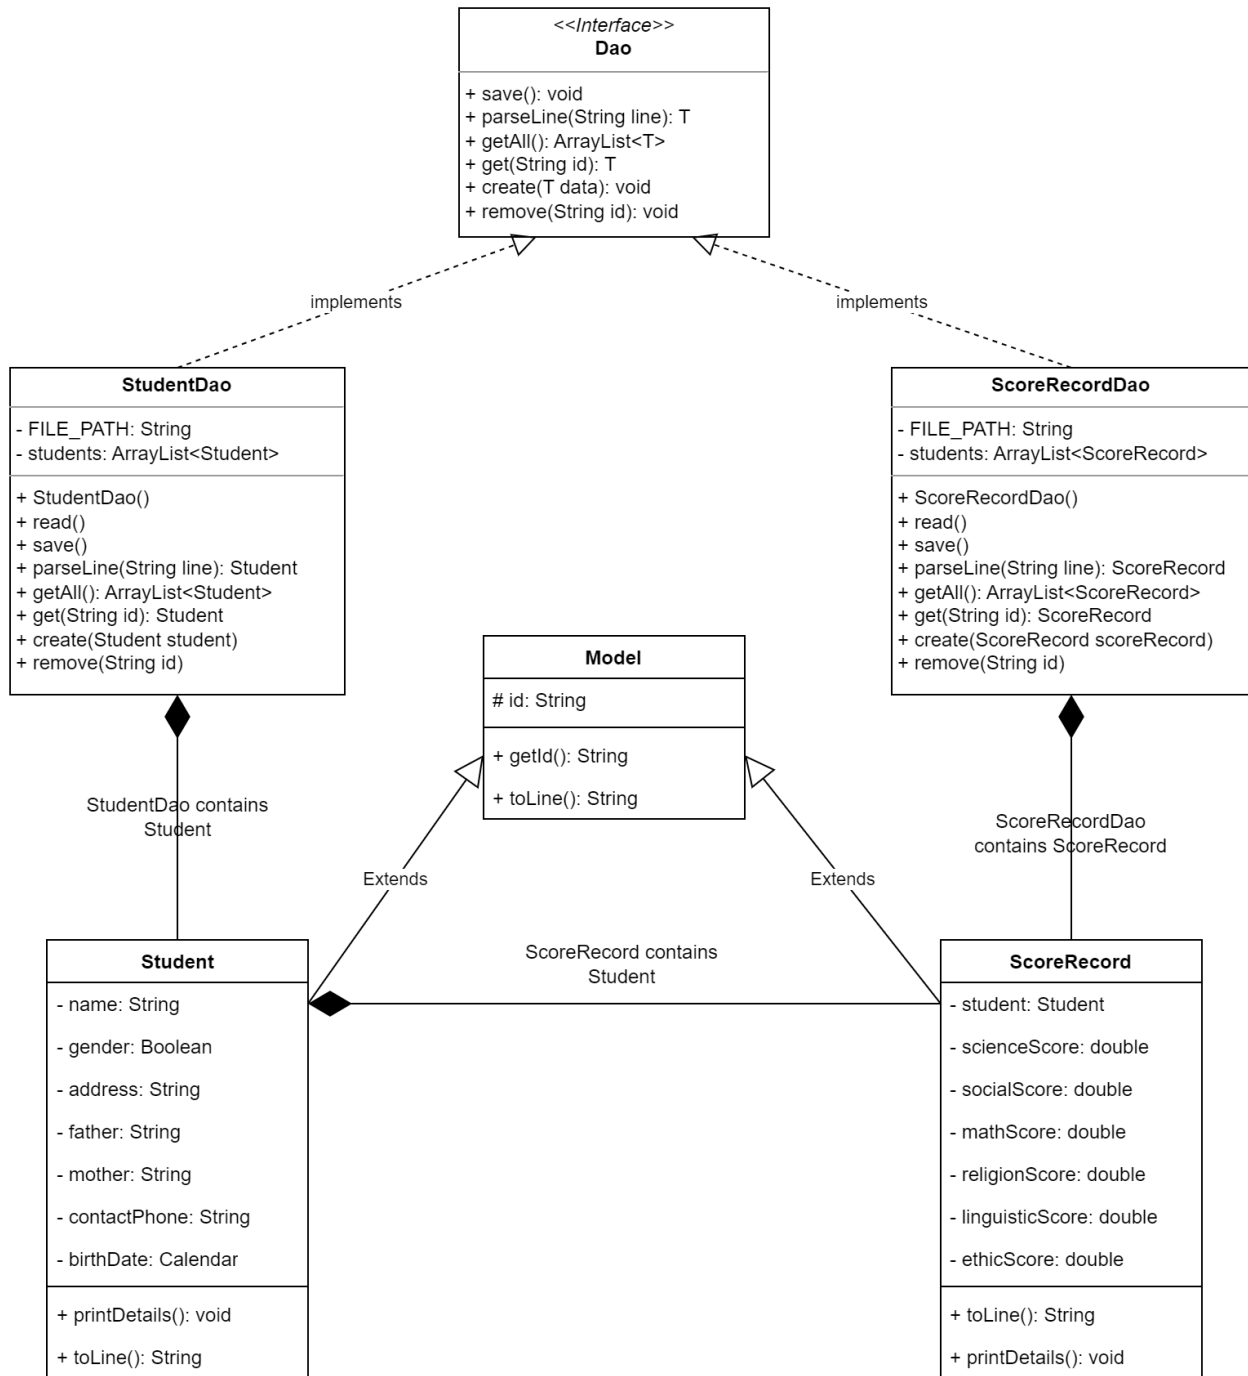 <<Interface>>
Dao
+ save(): void
+ parseLine(String line): T
+ getAll(): ArrayList<T>
+ get(String id): T
+ create(T data): void
+ remove(String id): void
implements
implements
StudentDao
- FILE_PATH: String
- students: ArrayList<Student>
+ StudentDao()
+ read()
+ save()
+ parseLine(String line): Student
+ getAll(): ArrayList<Student>
+ get(String id): Student
+ create(Student student)
+ remove(String id)
ScoreRecordDao
- FILE_PATH: String
- students: ArrayList<ScoreRecord>
+ ScoreRecordDao()
+ read()
+ save()
+ parseLine(String line): ScoreRecord
+ getAll(): ArrayList<ScoreRecord>
+ get(String id): ScoreRecord
+ create(ScoreRecord scoreRecord)
+ remove(String id)
Model
# id: String
+ getId(): String
+ toLine(): String
StudentDao contains
Student
ScoreRecordDao
contains ScoreRecord
Extends
Extends
ScoreRecord contains
Student
Student
- name: String
- gender: Boolean
- address: String
- father: String
- mother: String
- contactPhone: String
- birthDate: Calendar
+ printDetails(): void
+ toLine(): String
ScoreRecord
- student: Student
- scienceScore: double
- socialScore: double
- mathScore: double
- religionScore: double
- linguisticScore: double
- ethicScore: double
+ toLine(): String
+ printDetails(): void